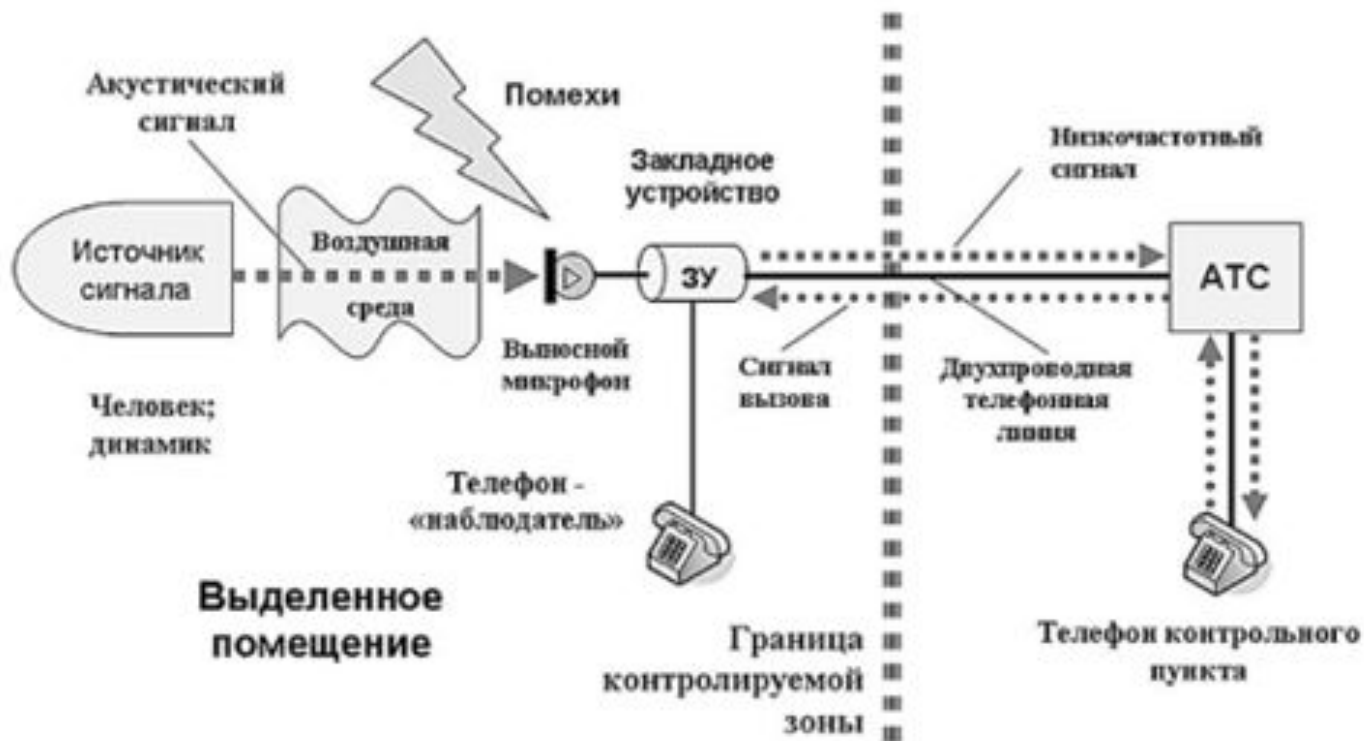 Акустический
сигнал
Помехи
Закладное
устройство
Низкочастотный
сигнал
Источник
сигнала
Воздушная
среда
ЗУ
АТС
Выносной
микрофон
Сигнал
вызова
Двухпроводная
телефонная
линия
Человек;
динамик
Телефон -
«наблюдатель»
Выделенное
помещение
Граница
контролируемой
зоны
Телефон контрольного
пункта